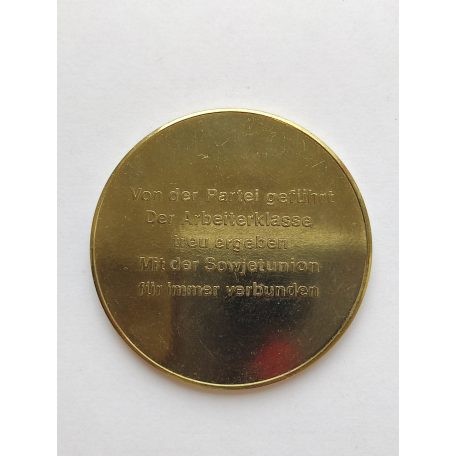 Von der Partei geführt
Der Arbeiterklasse
treu ergeben
Mit der Sowjetunion
für immer verbunden